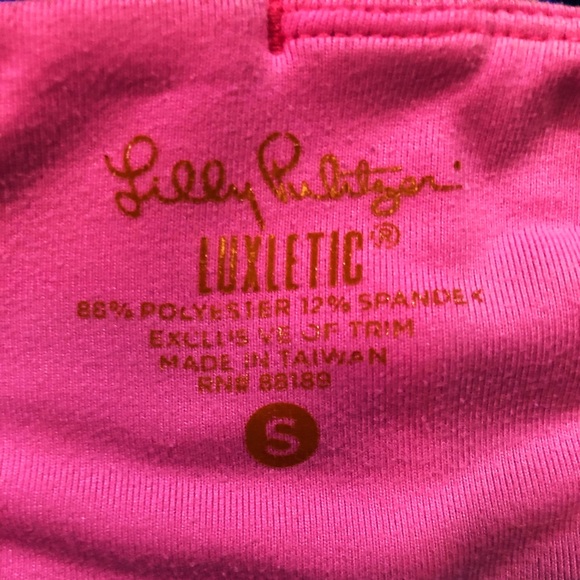 Lilly Pulitzer
LUXLETIC®
88% POLYESTER 12% SPANDEX
EXCLUSIVE OF TRIM
MADE IN TAIWAN
RN# 88189
S